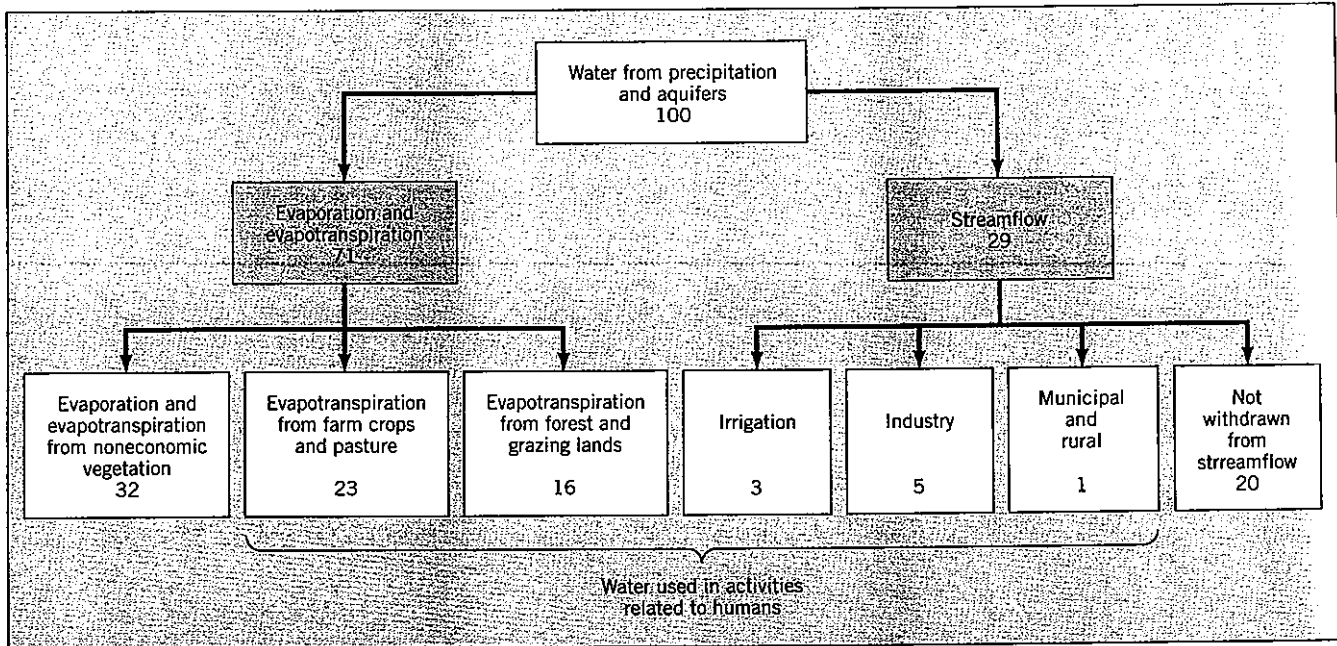 Water from precipitation
and aquifers
100
Evaporation and
evapotranspiration
71
Streamflow
29
Evaporation and
evapotranspiration
from noneconomic
vegetation
32
Evapotranspiration
from farm crops
and pasture
23
Evapotranspiration
from forest and
grazing lands
16
Irrigation
3
Industry
5
Municipal
and
rural
1
Not
withdrawn
from
strreamflow
20
Water used in activities
related to humans